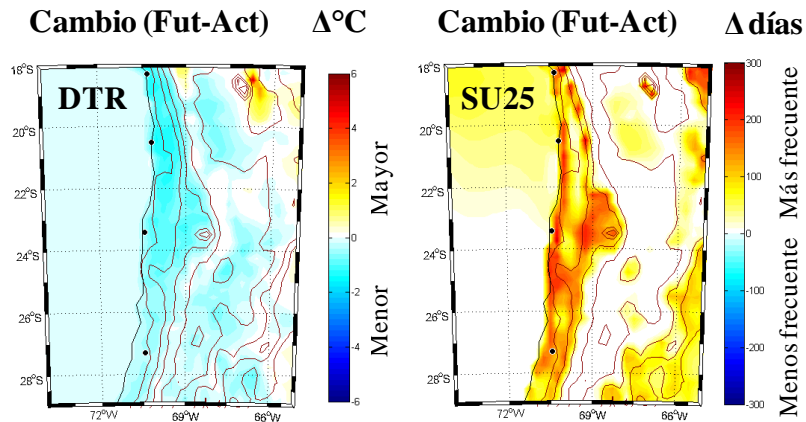 Cambio (Fut-Act) Δ°C
DTR
18°S
20°S
22°S
24°S
26°S
28°S
72°W
69°W
66°W
6
4
2
0
-2
-4
-6
Mayor
Menor
Cambio (Fut-Act) Δ días
SU25
18°S
20°S
22°S
24°S
26°S
28°S
72°W
69°W
66°W
300
200
100
0
-100
-200
-300
Más frecuente
Menos frecuente